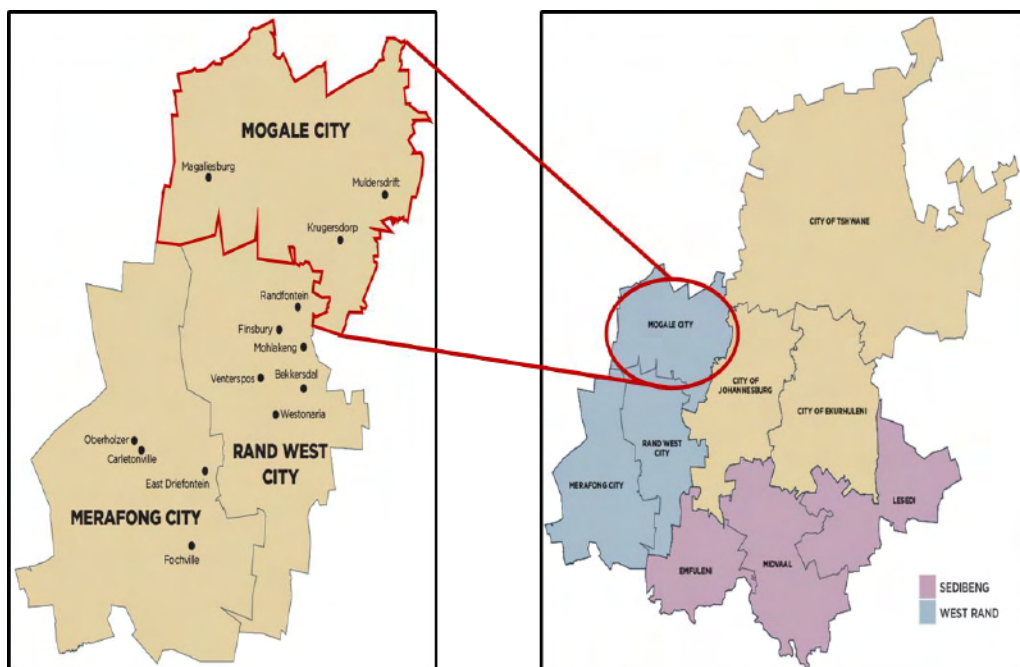 MOGALE CITY
Magaliesburg
Muldersdrift
Krugersdorp
Randfontein
Finsbury
Mohlakeng
Venterspos
Bekkersdal
Westonaria
Oberholzer
Carletonville
RAND WEST
CITY
East Driefontein
MERAFONG CITY
Fochville
CITY OF TSHWANE
MOGALE CITY
CITY OF
JOHANNESBURG
CITY OF EKURHULENI
RAND WEST
CITY
MERAFONG CITY
LESEDI
EMFULENI
MIDVAAL
SEDIBENG
WEST RAND